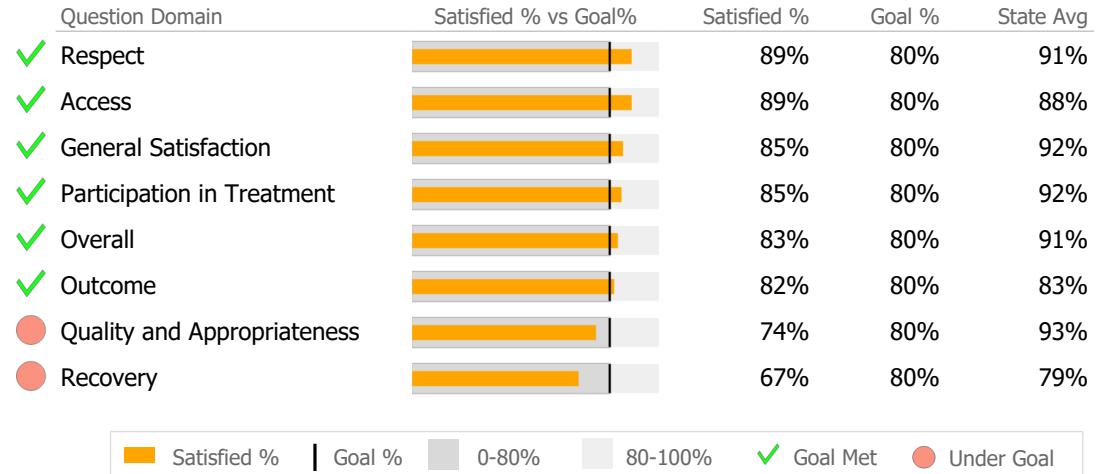 Question Domain Satisfied % vs Goal% Satisfied % Goal % State Avg
Respect 89% 80% 91%
Access 89% 80% 88%
General Satisfaction 85% 80% 92%
Participation in Treatment 85% 80% 92%
Overall 83% 80% 91%
Outcome 82% 80% 83%
Quality and Appropriateness 74% 80% 93%
Recovery 67% 80% 79%
Satisfied % Goal % 0-80% 80-100% Goal Met Under Goal